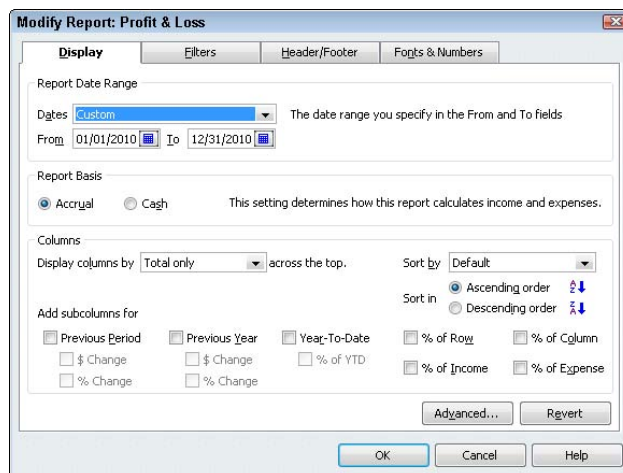 Modify Report: Profit & Loss
Display Filters Header/Footer Fonts & Numbers
Report Date Range
Dates Custom The date range you specify in the From and To fields
From 01/01/2010 To 12/31/2010
Report Basis
Accrual Cash This setting determines how this report calculates income and expenses.
Columns
Display columns by Total only across the top. Sort by Default
Sort in Ascending order A Z
Descending order Z A
Add subcolumns for
Previous Period Previous Year Year-To-Date % of Row % of Column
$ Change $ Change % of YTD
% of Income % of Expense
% Change % Change
Advanced... Revert
OK Cancel Help